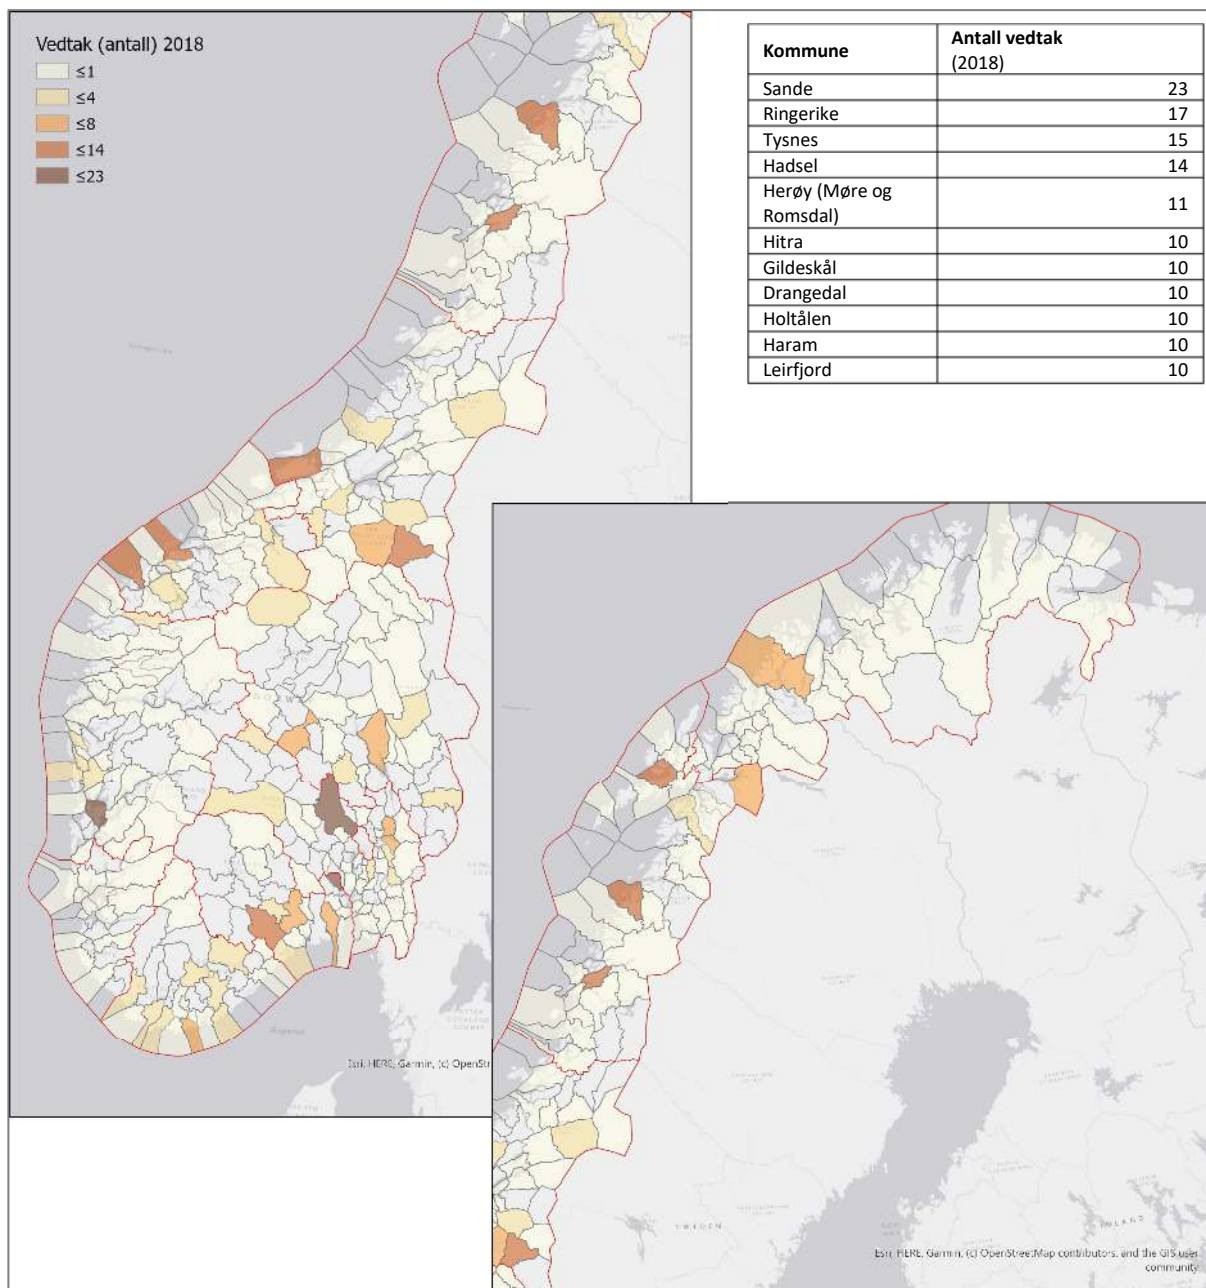 Vedtak (antall) 2018
≤1
≤4
≤8
≤14
≤23
Kommune
Antall vedtak
(2018)
Sande 23
Ringerike 17
Tysnes 15
Hadsel 14
Herøy (Møre og
Romsdal) 11
Hitra 10
Gildeskål 10
Drangedal 10
Holtålen 10
Haram 10
Leirfjord 10
Esri, HERE, Garmin, (c) OpenStre
SWEDEN
Esri, HERE, Garmin, (c) OpenStreetMap contributors, and the GIS user
community